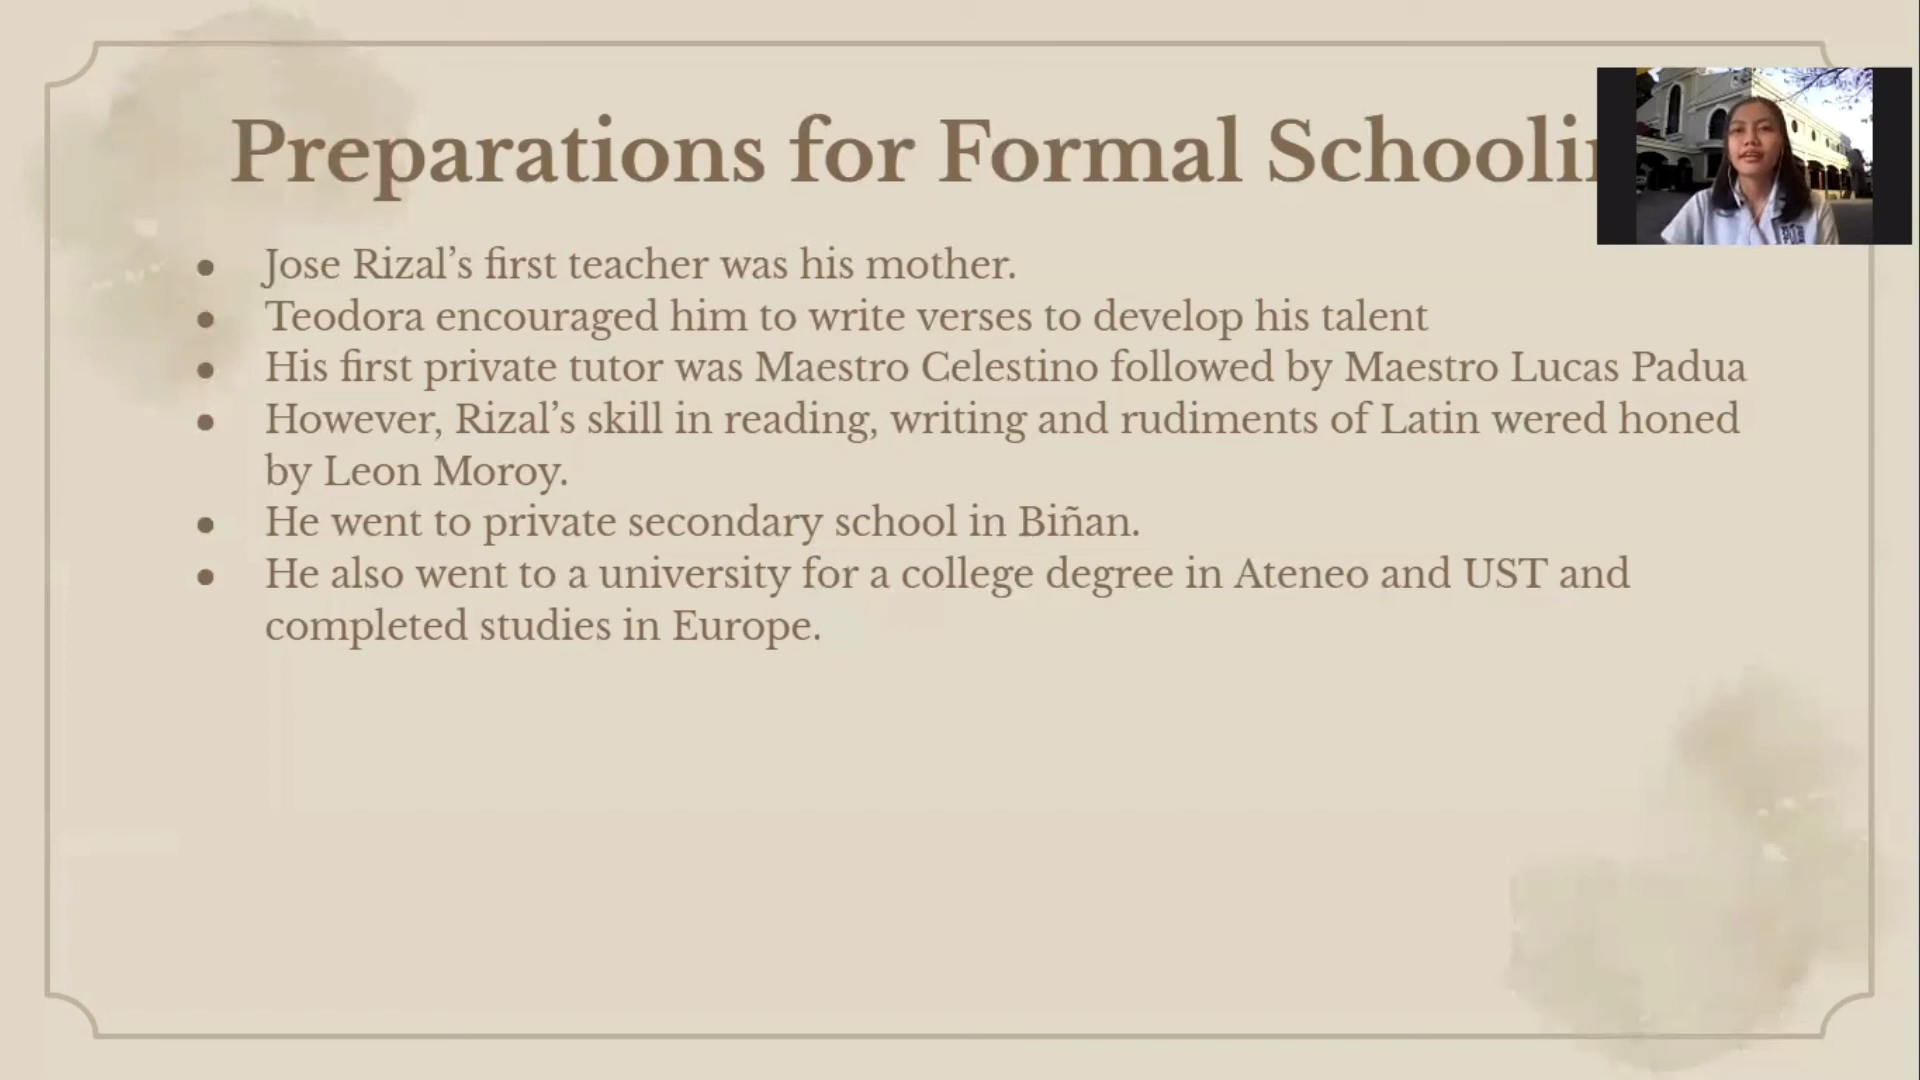 Preparations for Formal Schoolin
● Jose Rizal’s first teacher was his mother.
● Teodora encouraged him to write verses to develop his talent
● His first private tutor was Maestro Celestino followed by Maestro Lucas Padua
● However, Rizal’s skill in reading, writing and rudiments of Latin wered honed
by Leon Moroy.
● He went to private secondary school in Biñan.
● He also went to a university for a college degree in Ateneo and UST and
completed studies in Europe.